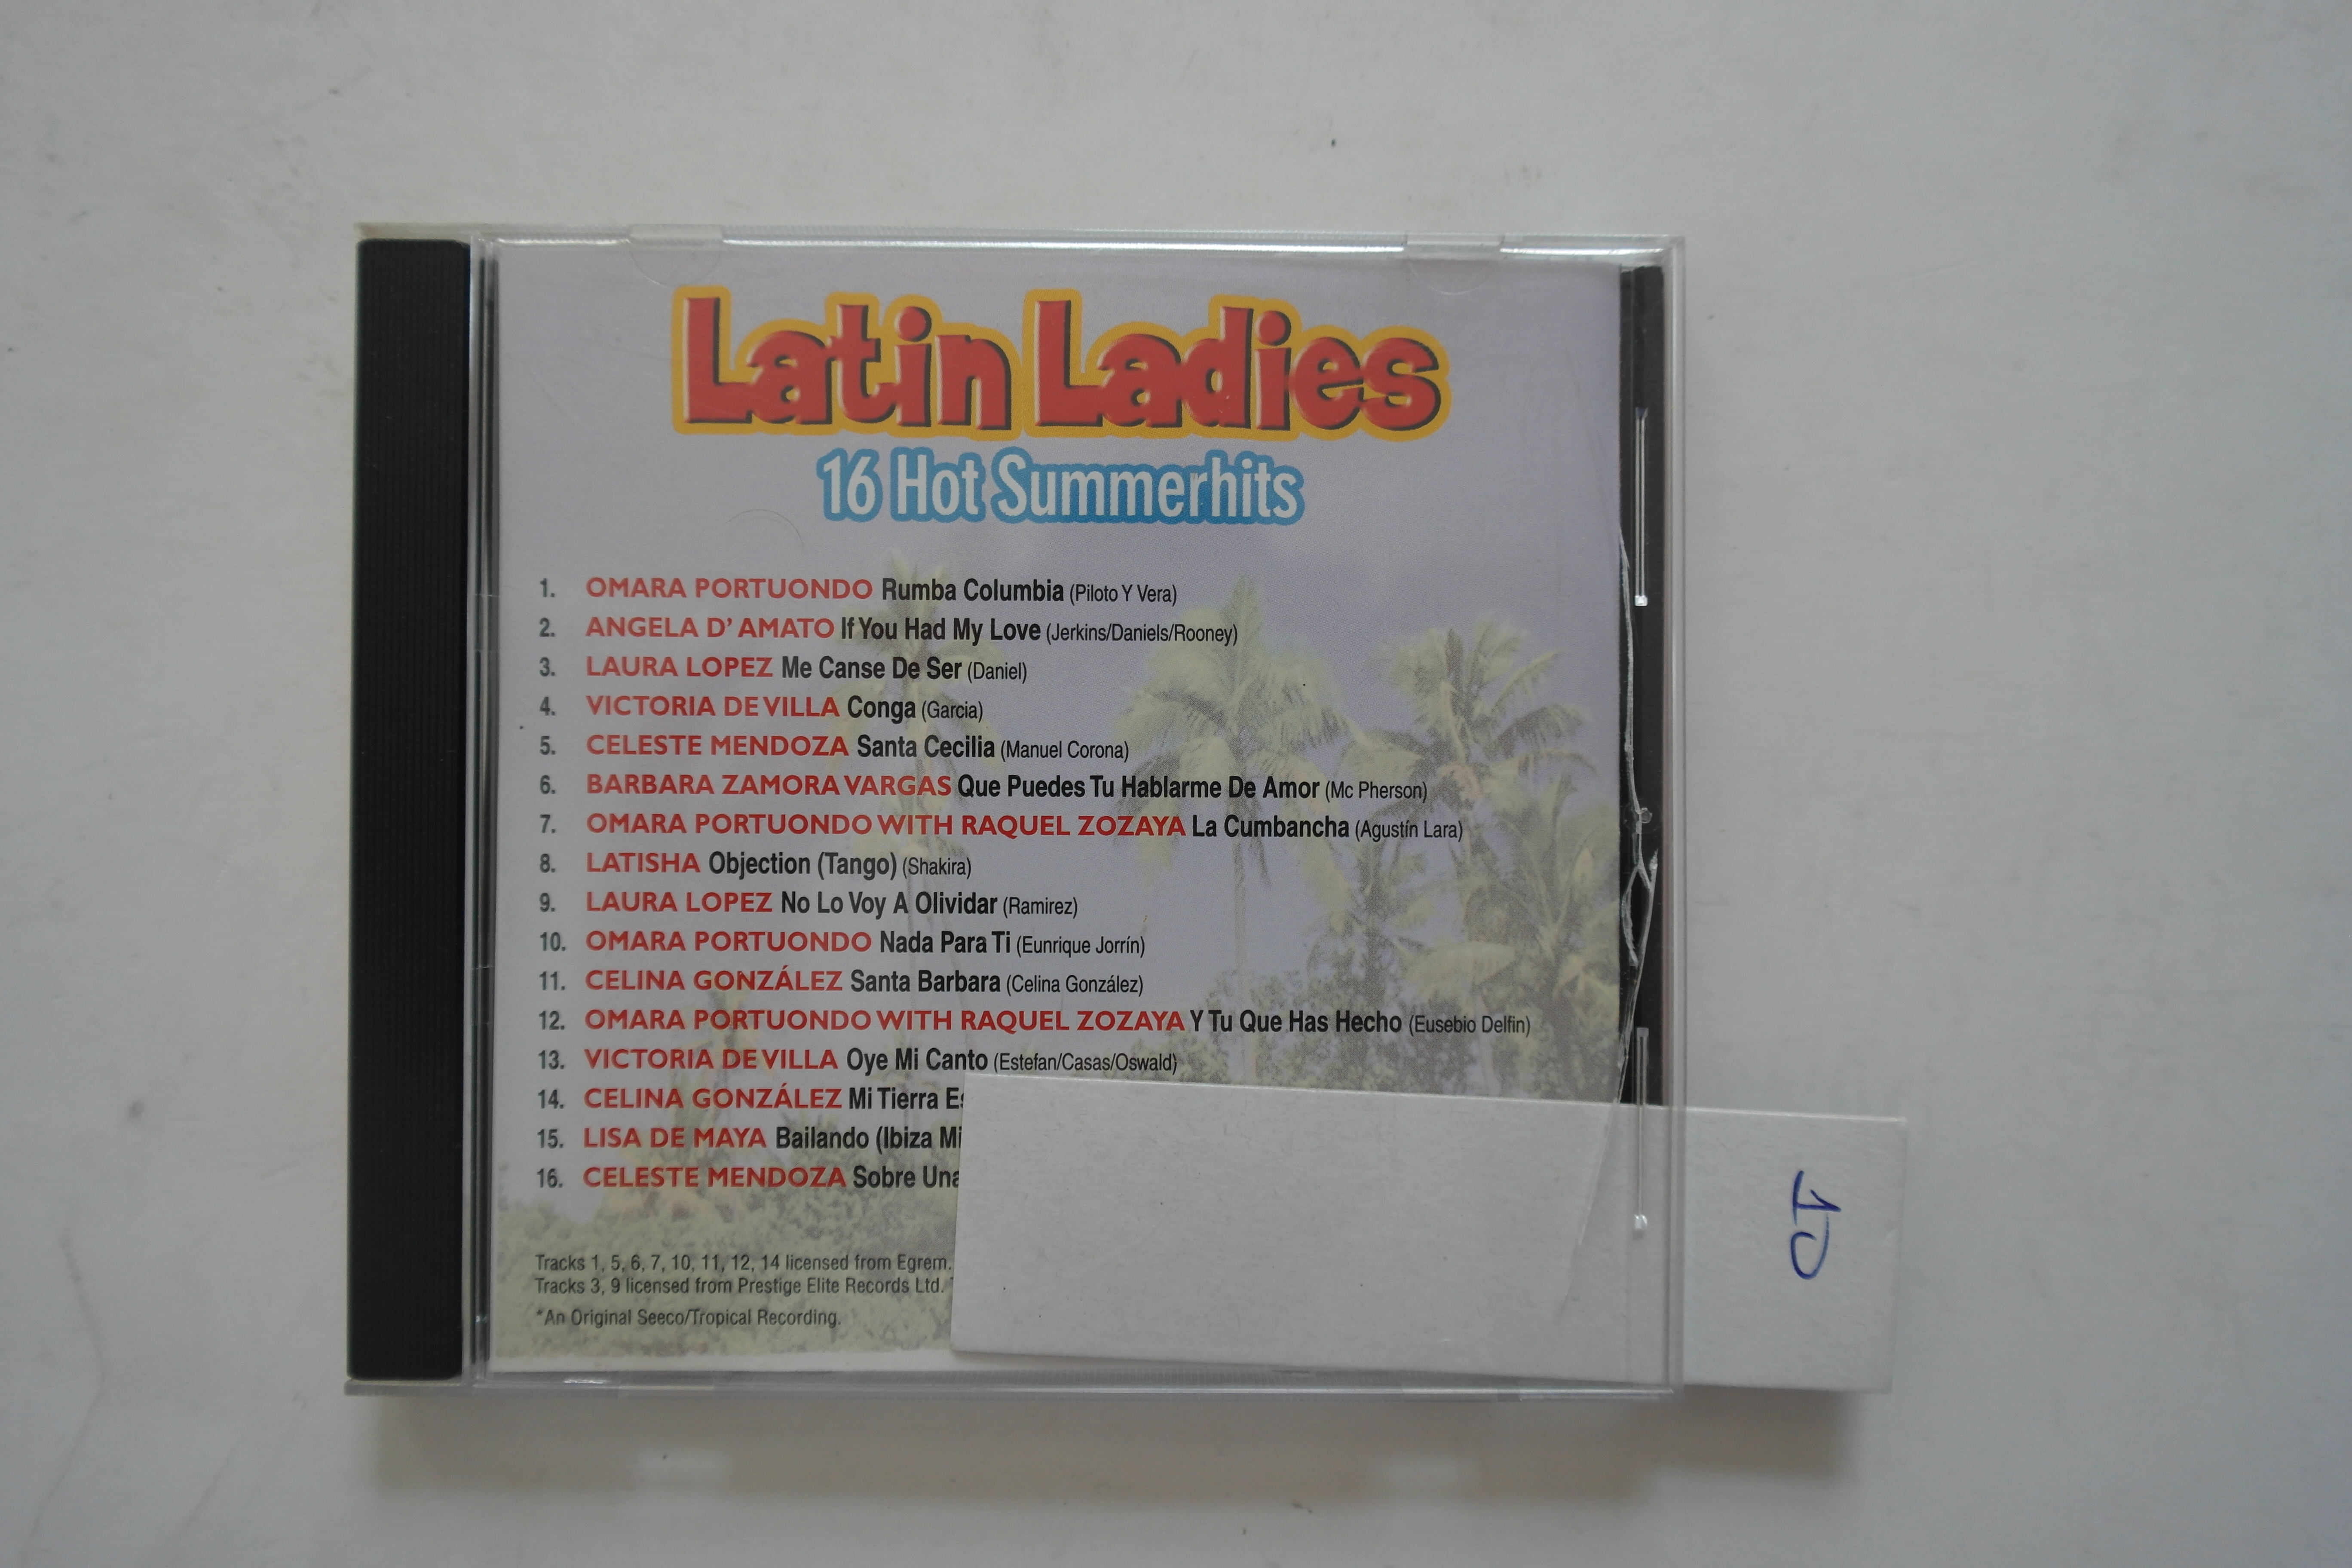 Latin Ladies
16 Hot Summerhits
1. OMARA PORTUONDO Rumba Columbia (Piloto Y Vera)
2. ANGELA D' AMATO If You Had My Love (Jerkins/Daniels/Rooney)
3. LAURA LOPEZ Me Canse De Ser (Daniel)
4. VICTORIA DE VILLA Conga (Garcia)
5. CELESTE MENDOZA Santa Cecilia (Manuel Corona)
6. BARBARA ZAMORA VARGAS Que Puedes Tu Hablarme De Amor (Mc Pherson)
7. OMARA PORTUONDO WITH RAQUEL ZOZAYA La Cumbancha (Agustín Lara)
8. LATISHA Objection (Tango) (Shakira)
9. LAURA LOPEZ No Lo Voy A Olividar (Ramirez)
10. OMARA PORTUONDO Nada Para Ti (Eunrique Jorrín)
11. CELINA GONZÁLEZ Santa Barbara (Celina González)
12. OMARA PORTUONDO WITH RAQUEL ZOZAYA Y Tu Que Has Hecho (Eusebio Delfin)
13. VICTORIA DE VILLA Oye Mi Canto (Estefan/Casas/Oswald)
14. CELINA GONZÁLEZ Mi Tierra
15. LISA DE MAYA Bailando (Ibiza
16. CELESTE MENDOZA Sobre Una
Tracks 1, 5, 6, 7, 10, 11, 12, 14 licensed from Egrem.
Tracks 3, 9 licensed from Prestige Elite Records Ltd.
*An Original Seeco/Tropical Recording.
10